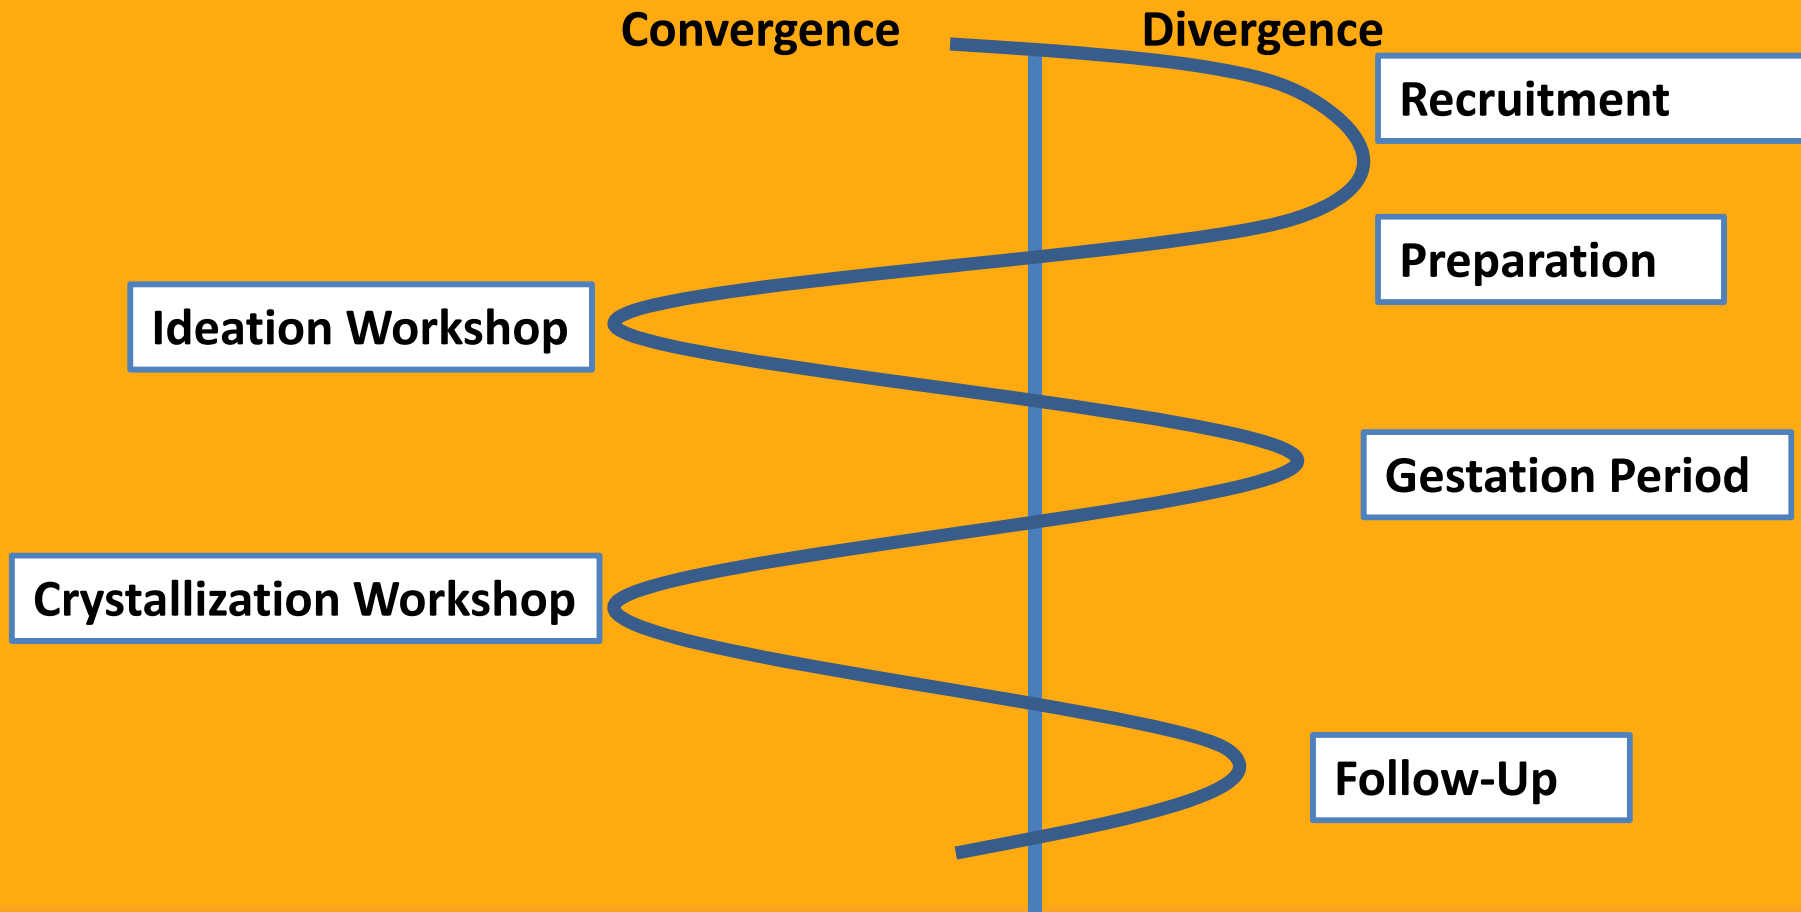 Convergence
Divergence
Recruitment
Preparation
Ideation Workshop
Gestation Period
Crystallization Workshop
Follow-Up